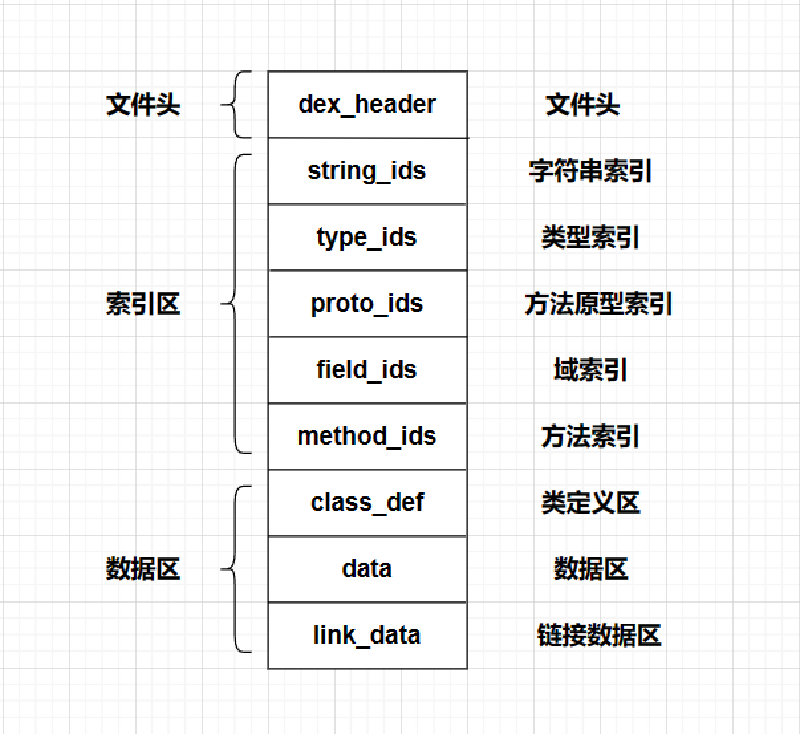 文件头 dex_header 文件头
string_ids 字符串索引
type_ids 类型索引
索引区 proto_ids 方法原型索引
field_ids 域索引
method_ids 方法索引
class_def 类定义区
数据区 data 数据区
link_data 链接数据区